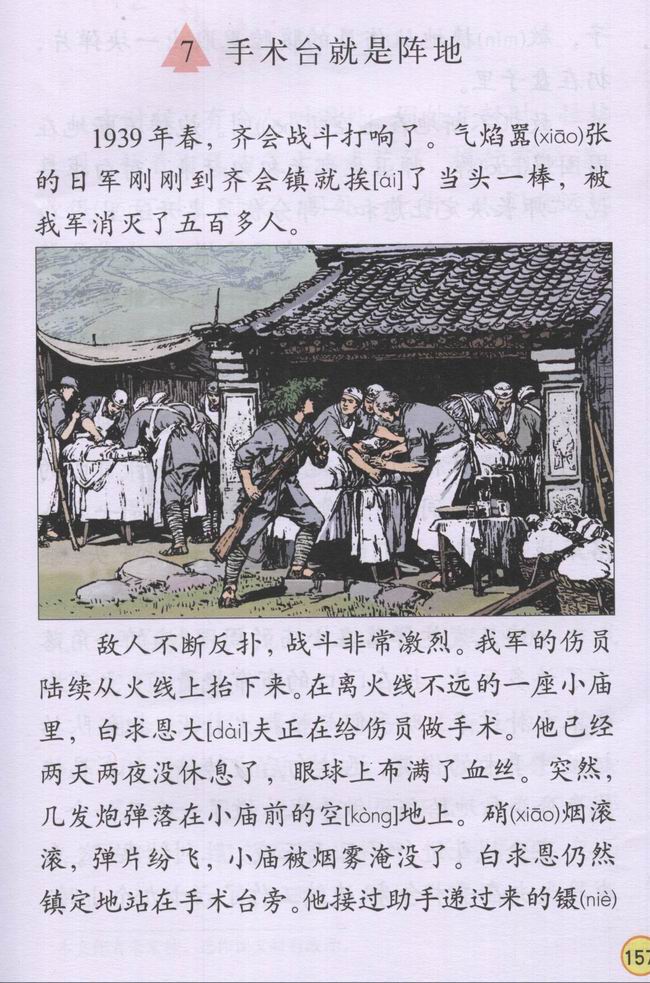 7 手术台就是阵地
1939年春，齐会战斗打响了。气焰嚣(xiāo)张
的日军刚刚到齐会镇就挨[ái]了当头一棒，被
我军消灭了五百多人。
敌人不断反扑，战斗非常激烈。我军的伤员
陆续从火线上抬下来。在离火线不远的一座小庙
里，白求恩大[dài]夫正在给伤员做手术。他已经
两天两夜没休息了，眼球上布满了血丝。突然，
几发炮弹落在小庙前的空[kòng]地上。硝(xiāo)烟滚
滚，弹片纷飞，小庙被烟雾淹没了。白求恩仍然
镇定地站在手术台旁。他接过助手递过来的镊(niè)
157